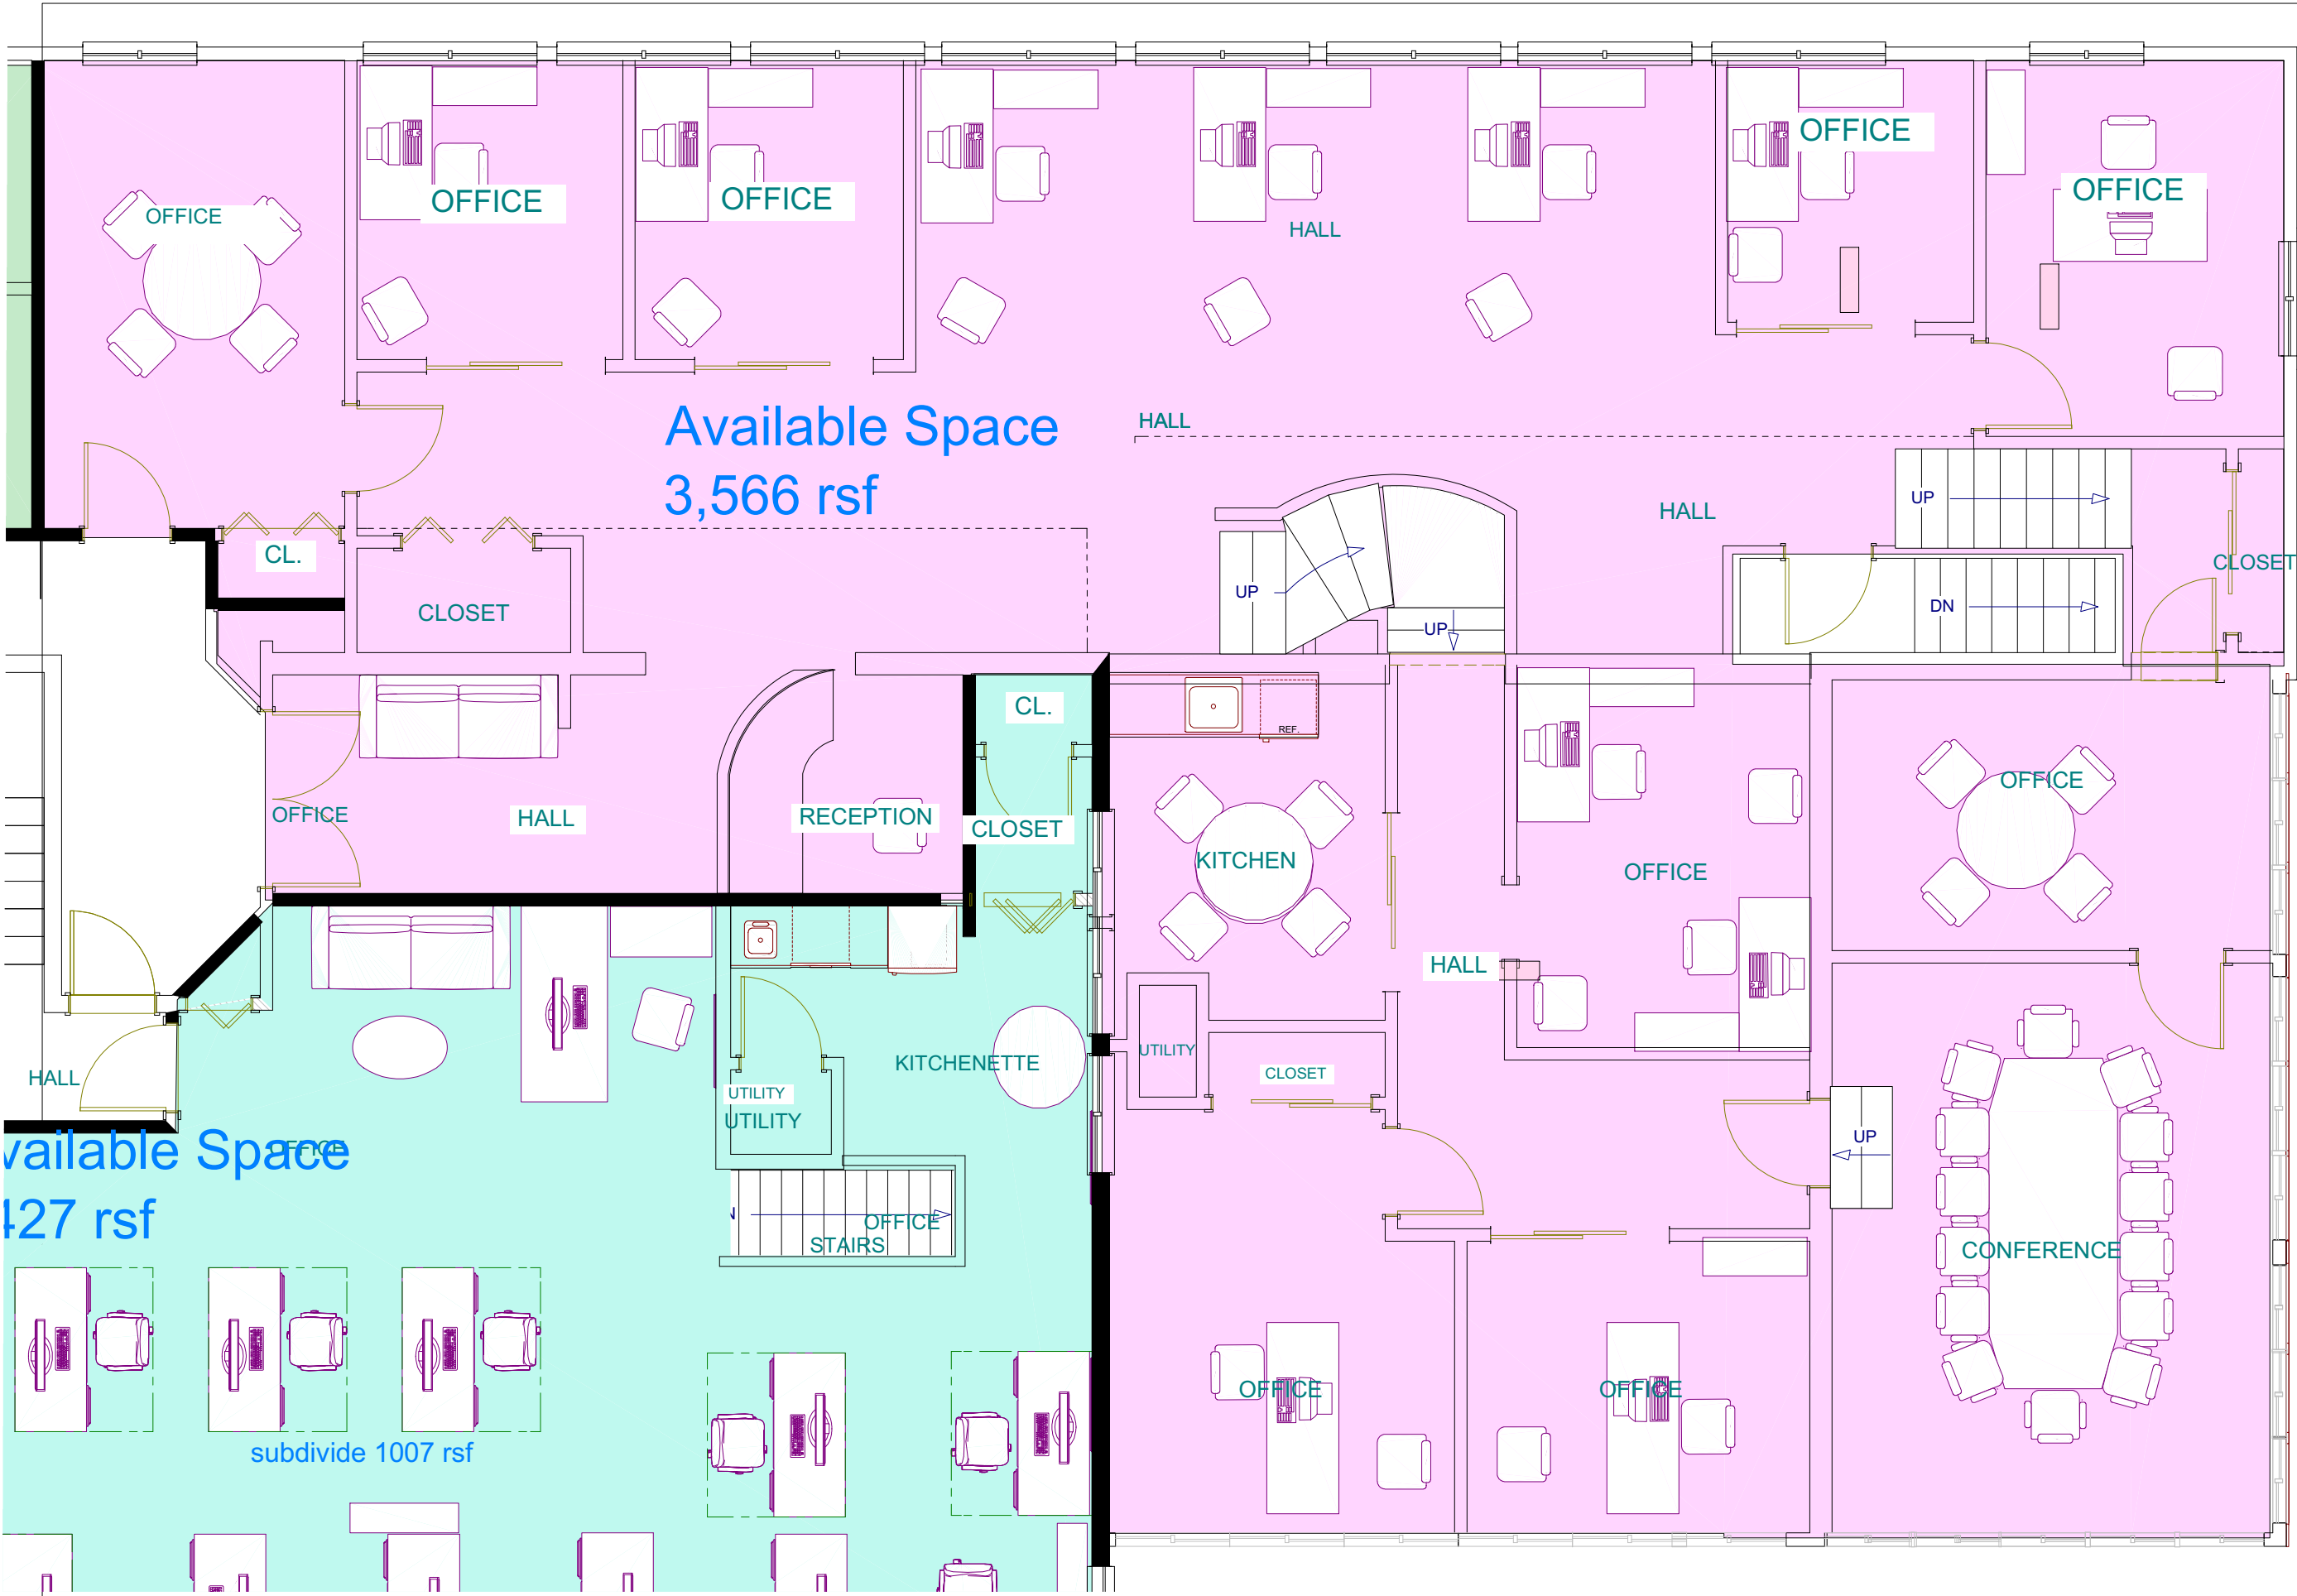 OFFICE
OFFICE
OFFICE
OFFICE
OFFICE
HALL
Available Space
3,566 rsf
HALL
HALL
UP
CL.
CLOSET
CLOSET
UP
UP
DN
CL.
REF.
OFFICE
HALL
RECEPTION
CLOSET
KITCHEN
OFFICE
OFFICE
HALL
KITCHENETTE
UTILITY
CLOSET
HALL
UTILITY
UTILITY
UP
vailable Space
OFFICE
427 rsf
OFFICE
STAIRS
CONFERENCE
OFFICE
OFFICE
subdivide 1007 rsf